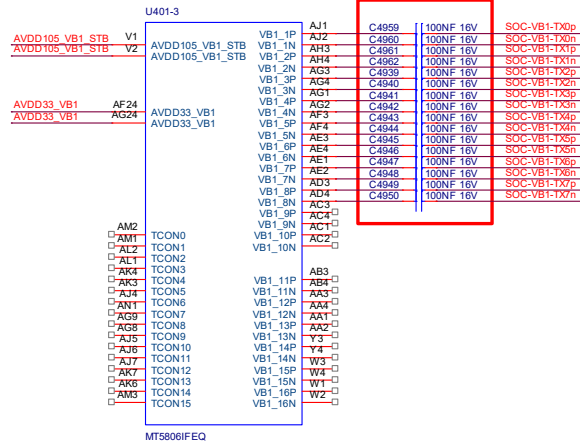 U401-3
VB1_1P AJ1 C4959 100NF 16V SOC-VB1-TX0p
AVDD105_VB1_STB V1 AVDD105_VB1_STB VB1_1N AJ2 C4960 100NF 16V SOC-VB1-TX0n
AVDD105_VB1_STB V2 AVDD105_VB1_STB VB1_2P AH3 C4961 100NF 16V SOC-VB1-TX1p
VB1_2N AH4 C4962 100NF 16V SOC-VB1-TX1n
VB1_3P AG3 C4939 100NF 16V SOC-VB1-TX2p
VB1_3N AG4 C4940 100NF 16V SOC-VB1-TX2n
VB1_4P AG1 C4941 100NF 16V SOC-VB1-TX3p
AVDD33_VB1 AF24 AVDD33_VB1 VB1_4N AG2 C4942 100NF 16V SOC-VB1-TX3n
AVDD33_VB1 AG24 AVDD33_VB1 VB1_5P AF3 C4943 100NF 16V SOC-VB1-TX4p
VB1_5N AF4 C4944 100NF 16V SOC-VB1-TX4n
VB1_6P AE3 C4945 100NF 16V SOC-VB1-TX5p
VB1_6N AE4 C4946 100NF 16V SOC-VB1-TX5n
VB1_7P AE1 C4947 100NF 16V SOC-VB1-TX6p
VB1_7N AE2 C4948 100NF 16V SOC-VB1-TX6n
VB1_8P AD3 C4949 100NF 16V SOC-VB1-TX7p
VB1_8N AD4 C4950 100NF 16V SOC-VB1-TX7n
VB1_9P AC3
VB1_9N AC4
AM2 TCON0 VB1_10P AC1
AM1 TCON1 VB1_10N AC2
AL2 TCON2
AL1 TCON3
AK4 TCON4 VB1_11P AB3
AK3 TCON5 VB1_11N AB4
AJ4 TCON6 VB1_12P AA3
AN1 TCON7 VB1_12N AA4
AG9 TCON8 VB1_13P AA1
AG8 TCON9 VB1_13N AA2
AJ5 TCON10 VB1_14P Y3
AJ6 TCON11 VB1_14N Y4
AJ7 TCON12 VB1_15P W3
AK7 TCON13 VB1_15N W4
AK6 TCON14 VB1_16P W1
AM3 TCON15 VB1_16N W2
MT5806IFEQ